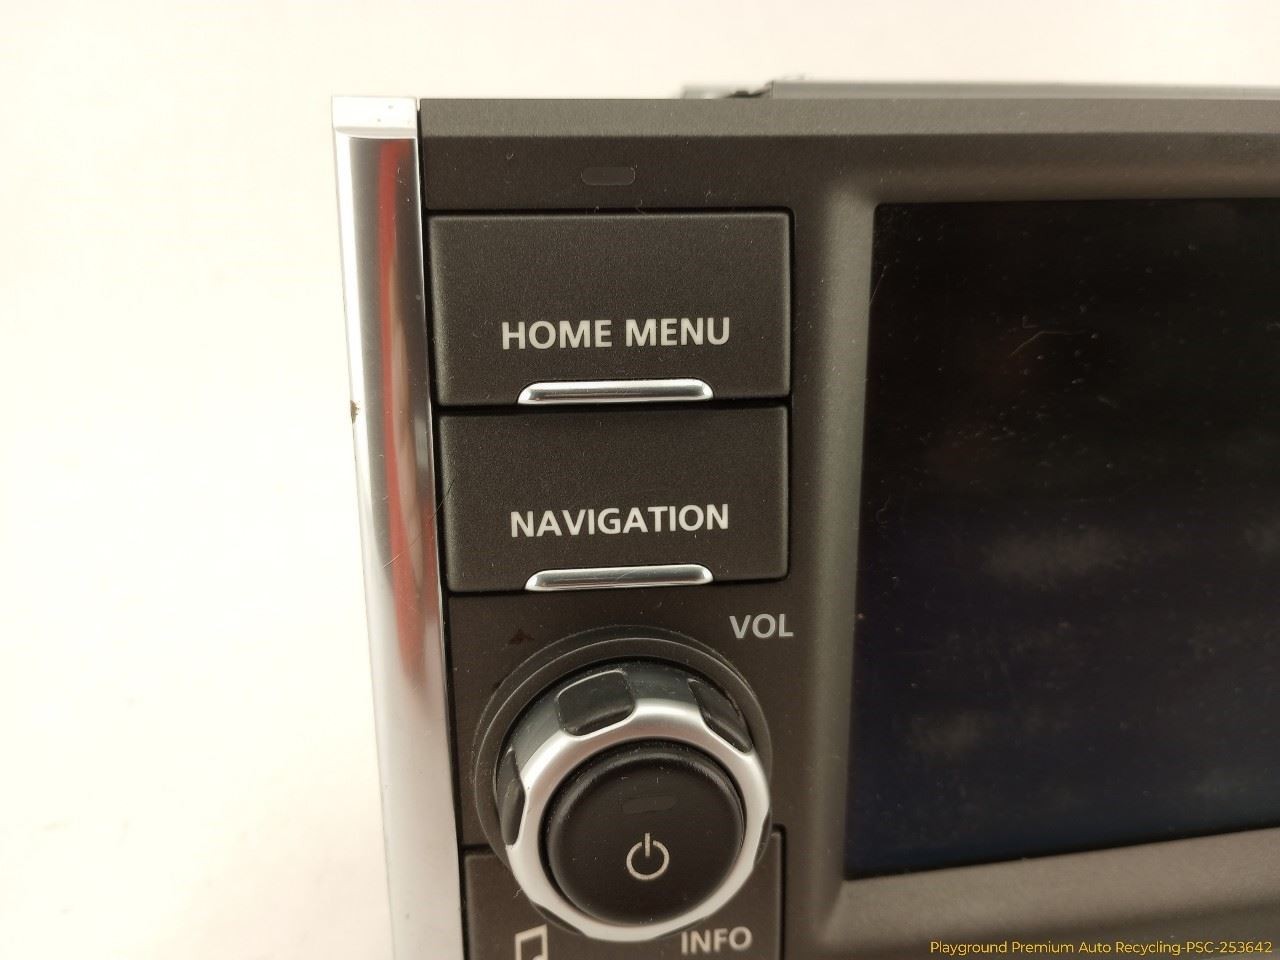 HOME MENU
NAVIGATION
VOL
INFO
Playground Premium Auto Recycling-PSC-253642